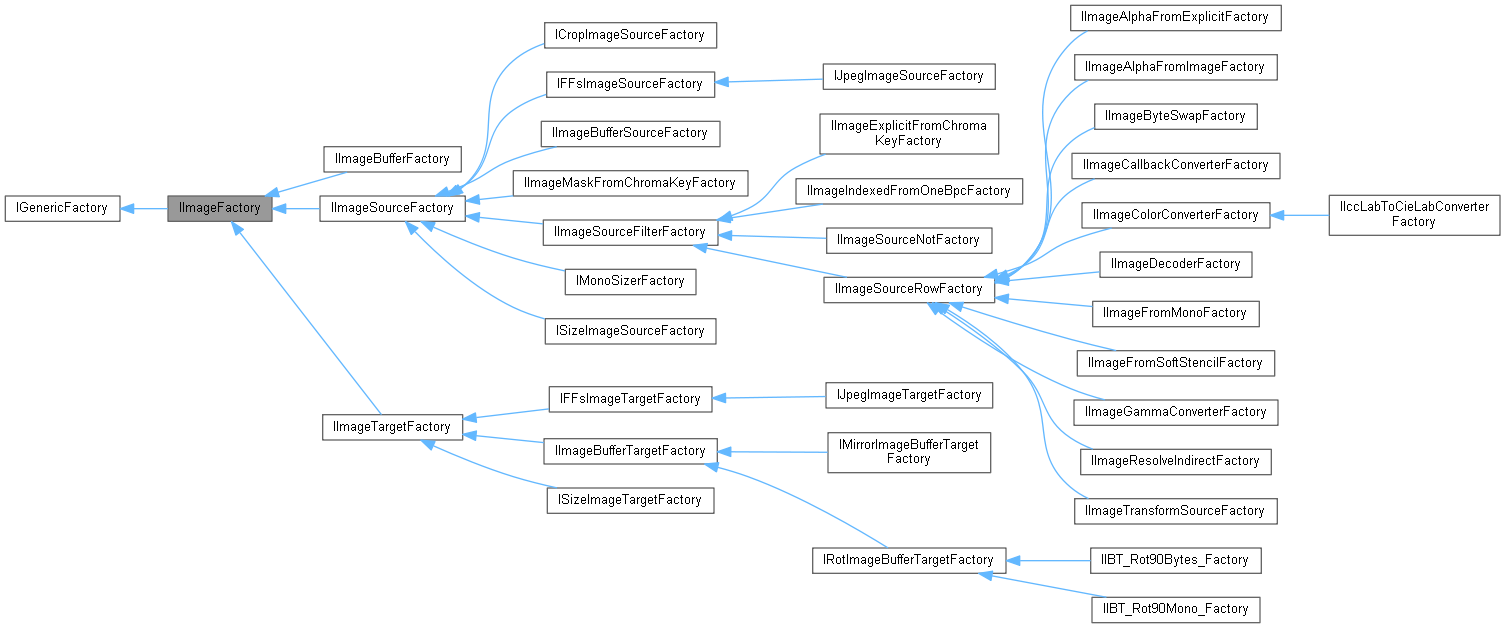 IGenericFactory
IImageFactory
IImageBufferFactory
IImageSourceFactory
IImageTargetFactory
ICropImageSourceFactory
IFFsImageSourceFactory
IImageBufferSourceFactory
IImageMaskFromChromaKeyFactory
IImageSourceFilterFactory
IMonoSizerFactory
ISizeImageSourceFactory
IFFsImageTargetFactory
IImageBufferTargetFactory
ISizeImageTargetFactory
IJpegImageSourceFactory
IImageExplicitFromChroma
KeyFactory
IImageIndexedFromOneBpcFactory
IImageSourceNotFactory
IImageSourceRowFactory
IJpegImageTargetFactory
IMirrorImageBufferTarget
Factory
IRotImageBufferTargetFactory
IImageAlphaFromExplicitFactory
IImageAlphaFromImageFactory
IImageByteSwapFactory
IImageCallbackConverterFactory
IImageColorConverterFactory
IImageDecoderFactory
IImageFromMonoFactory
IImageFromSoftStencilFactory
IImageGammaConverterFactory
IImageResolveIndirectFactory
IImageTransformSourceFactory
IIBT_Rot90Bytes_Factory
IIBT_Rot90Mono_Factory
IIccLabToCieLabConverter
Factory